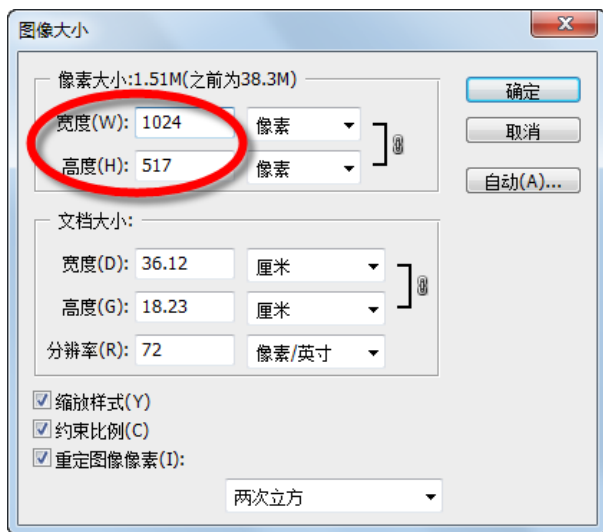 图像大小
像素大小:1.51M(之前为38.3M)
宽度(W): 1024 像素
高度(H): 517 像素
确定
取消
自动(A)...
文档大小:
宽度(D): 36.12 厘米
高度(G): 18.23 厘米
分辨率(R): 72 像素/英寸
缩放样式(Y)
约束比例(C)
重定图像像素(I):
两次立方